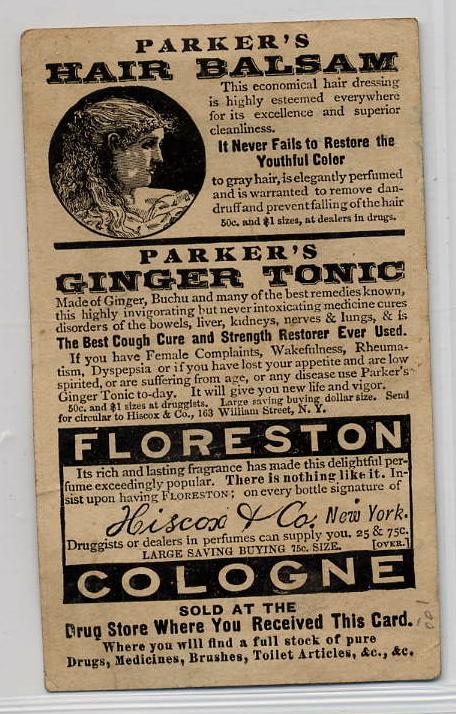 PARKER'S
HAIR BALSAM
This economical hair dressing
is highly esteemed everywhere
for its excellence and superior
cleanliness.
It Never Fails to Restore the
Youthful Color
to gray hair, is elegantly perfumed
and is warranted to remove dan-
druff and prevent falling of the hair
50c. and $1 sizes, at dealers in drugs.
PARKER'S
GINGER TONIC
Made of Ginger, Buchu and many of the best remedies known,
this highly invigorating but never intoxicating medicine cures
disorders of the bowels, liver, kidneys, nerves & lungs, & is
The Best Cough Cure and Strength Restorer Ever Used.
If you have Female Complaints, Wakefulness, Rheuma-
tism, Dyspepsia or if you have lost your appetite and are low
spirited, or are suffering from age, or any disease use Parker's
Ginger Tonic to-day. It will give you new life and vigor.
50c. and $1 sizes at druggists. Large saving buying dollar size. Send
for circular to Hiscox & Co., 163 William Street, N. Y.
FLORESTON
Its rich and lasting fragrance has made this delightful per-
fume exceedingly popular. There is nothing like it. In-
sist upon having FLORESTON; on every bottle signature of
Hiscox & Co. New York.
Druggists or dealers in perfumes can supply you, 25 & 75c.
LARGE SAVING BUYING 75c. SIZE. [OVER.]
COLOGNE
SOLD AT THE
Drug Store Where You Received This Card.
Where you will find a full stock of pure
Drugs, Medicines, Brushes, Toilet Articles, &c., &c.